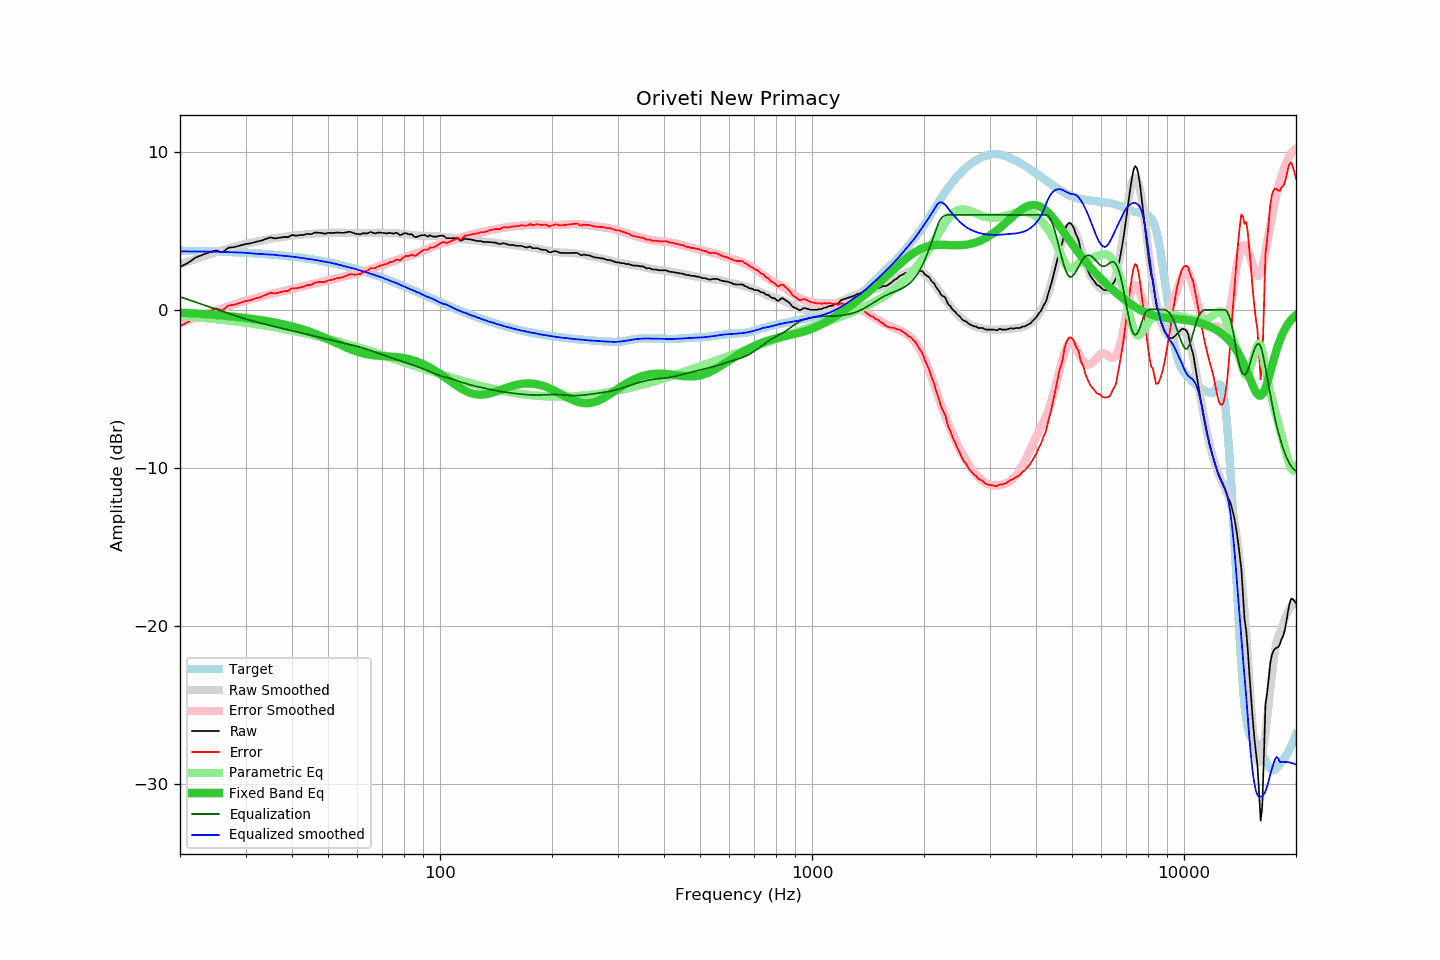 Oriveti New Primacy
Amplitude (dBr)
10
0
−10
−20
−30
Target
Raw Smoothed
Error Smoothed
Raw
Error
Parametric Eq
Fixed Band Eq
Equalization
Equalized smoothed
100
1000
10000
Frequency (Hz)